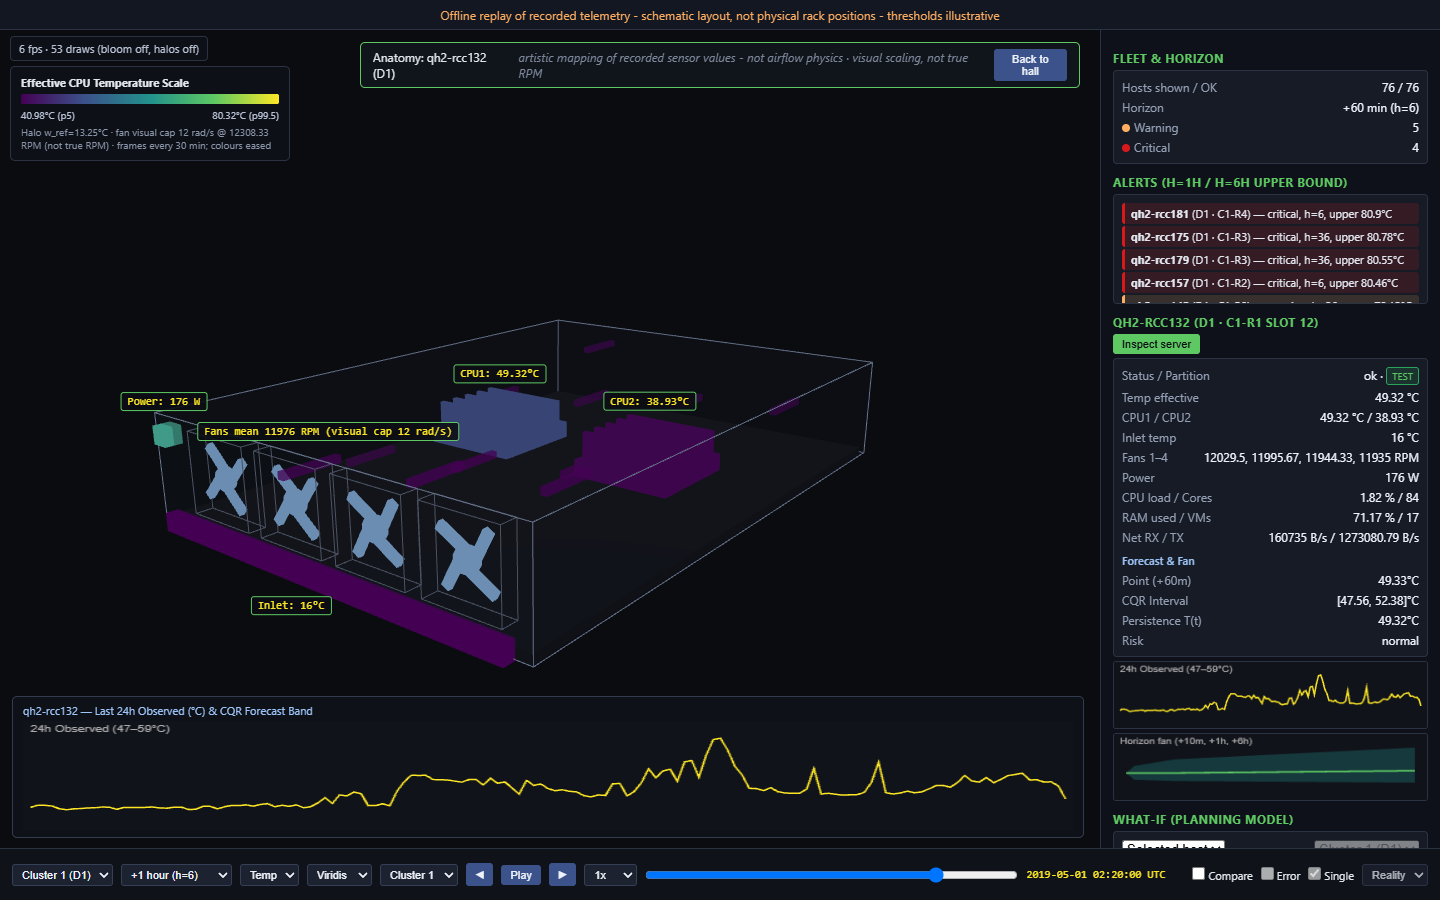 Offline replay of recorded telemetry - schematic layout, not physical rack positions - thresholds illustrative
6 fps · 53 draws (bloom off, halos off)
Effective CPU Temperature Scale
40.98°C (p5)
80.32°C (p99.5)
Halo w_ref=13.25°C · fan visual cap 12 rad/s @ 12308.33
RPM (not true RPM) · frames every 30 min; colours eased
Anatomy: qh2-rcc132
(D1)
artistic mapping of recorded sensor values - not airflow physics · visual scaling, not true
RPM
Back to
hall
CPU1: 49.32°C
Power: 176 W
CPU2: 38.93°C
Fans mean 11976 RPM (visual cap 12 rad/s)
Inlet: 16°C
qh2-rcc132 — Last 24h Observed (°C) & CQR Forecast Band
24h Observed (47–59°C)
FLEET & HORIZON
Hosts shown / OK 76 / 76
Horizon +60 min (h=6)
Warning 5
Critical 4
ALERTS (H=1H / H=6H UPPER BOUND)
qh2-rcc181 (D1 · C1-R4) — critical, h=6, upper 80.9°C
qh2-rcc175 (D1 · C1-R3) — critical, h=36, upper 80.78°C
qh2-rcc179 (D1 · C1-R3) — critical, h=36, upper 80.55°C
qh2-rcc157 (D1 · C1-R2) — critical, h=6, upper 80.46°C
QH2-RCC132 (D1 · C1-R1 SLOT 12)
Inspect server
Status / Partition ok · TEST
Temp effective 49.32 °C
CPU1 / CPU2 49.32 °C / 38.93 °C
Inlet temp 16 °C
Fans 1–4 12029.5, 11995.67, 11944.33, 11935 RPM
Power 176 W
CPU load / Cores 1.82 % / 84
RAM used / VMs 71.17 % / 17
Net RX / TX 160735 B/s / 1273080.79 B/s
Forecast & Fan
Point (+60m) 49.33°C
CQR Interval [47.56, 52.38]°C
Persistence T(t) 49.32°C
Risk normal
24h Observed (47–59°C)
Horizon fan (+10m, +1h, +6h)
WHAT-IF (PLANNING MODEL)
Cluster 1 (D1)
+1 hour (h=6)
Temp
Viridis
Cluster 1
Play
1x
2019-05-01 02:20:00 UTC
Compare
Error
Single
Reality